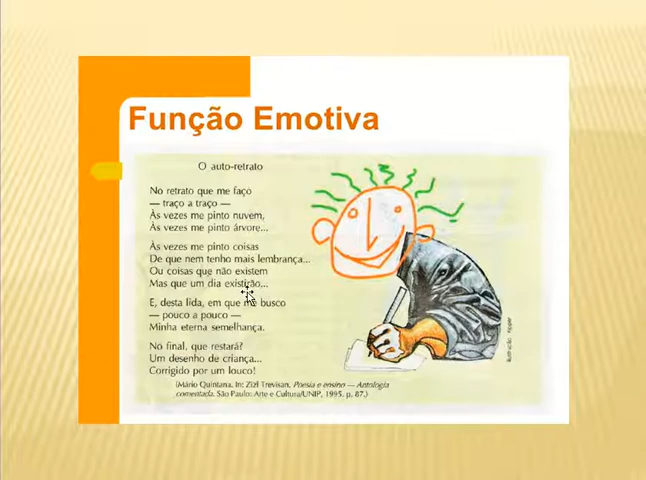 Função Emotiva
O auto-retrato
No retrato que me faço
— traço a traço —
Às vezes me pinto nuvem,
Às vezes me pinto árvore...
Às vezes me pinto coisas
De que nem tenho mais lembrança...
Ou coisas que não existem
Mas que um dia existirão...
E, desta lida, em que me busco
— pouco a pouco —
Minha eterna semelhança.
No final, que restará?
Um desenho de criança...
Corrigido por um louco!
(Mário Quintana. In: Zizi Trevisan. Poesia e ensino — Antologia
comentada. São Paulo: Arte e Cultura/UNIP, 1995. p. 87.)
Ilustração: